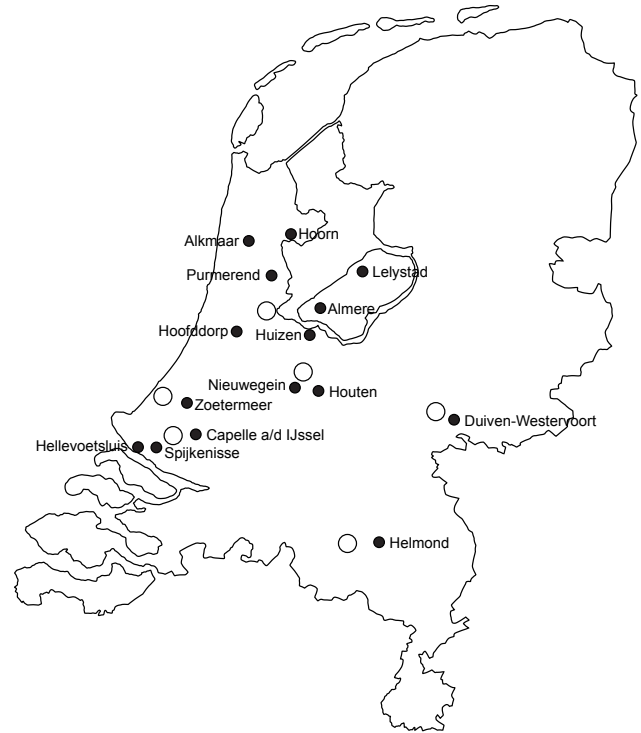 Hoorn
Alkmaar
Lelystad
Purmerend
Almere
Hoofddorp
Huizen
Nieuwegein
Houten
Zoetermeer
Duiven-Westervoort
Capelle a/d IJssel
Hellevoetsluis
Spijkenisse
Helmond